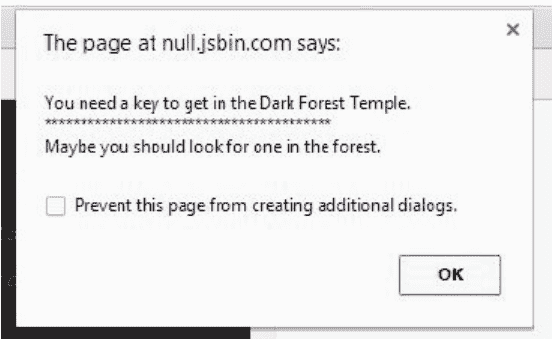 The page at null.jsbin.com says:
You need a key to get in the Dark Forest Temple.
****************************************
Maybe you should look for one in the forest.
Prevent this page from creating additional dialogs.
OK